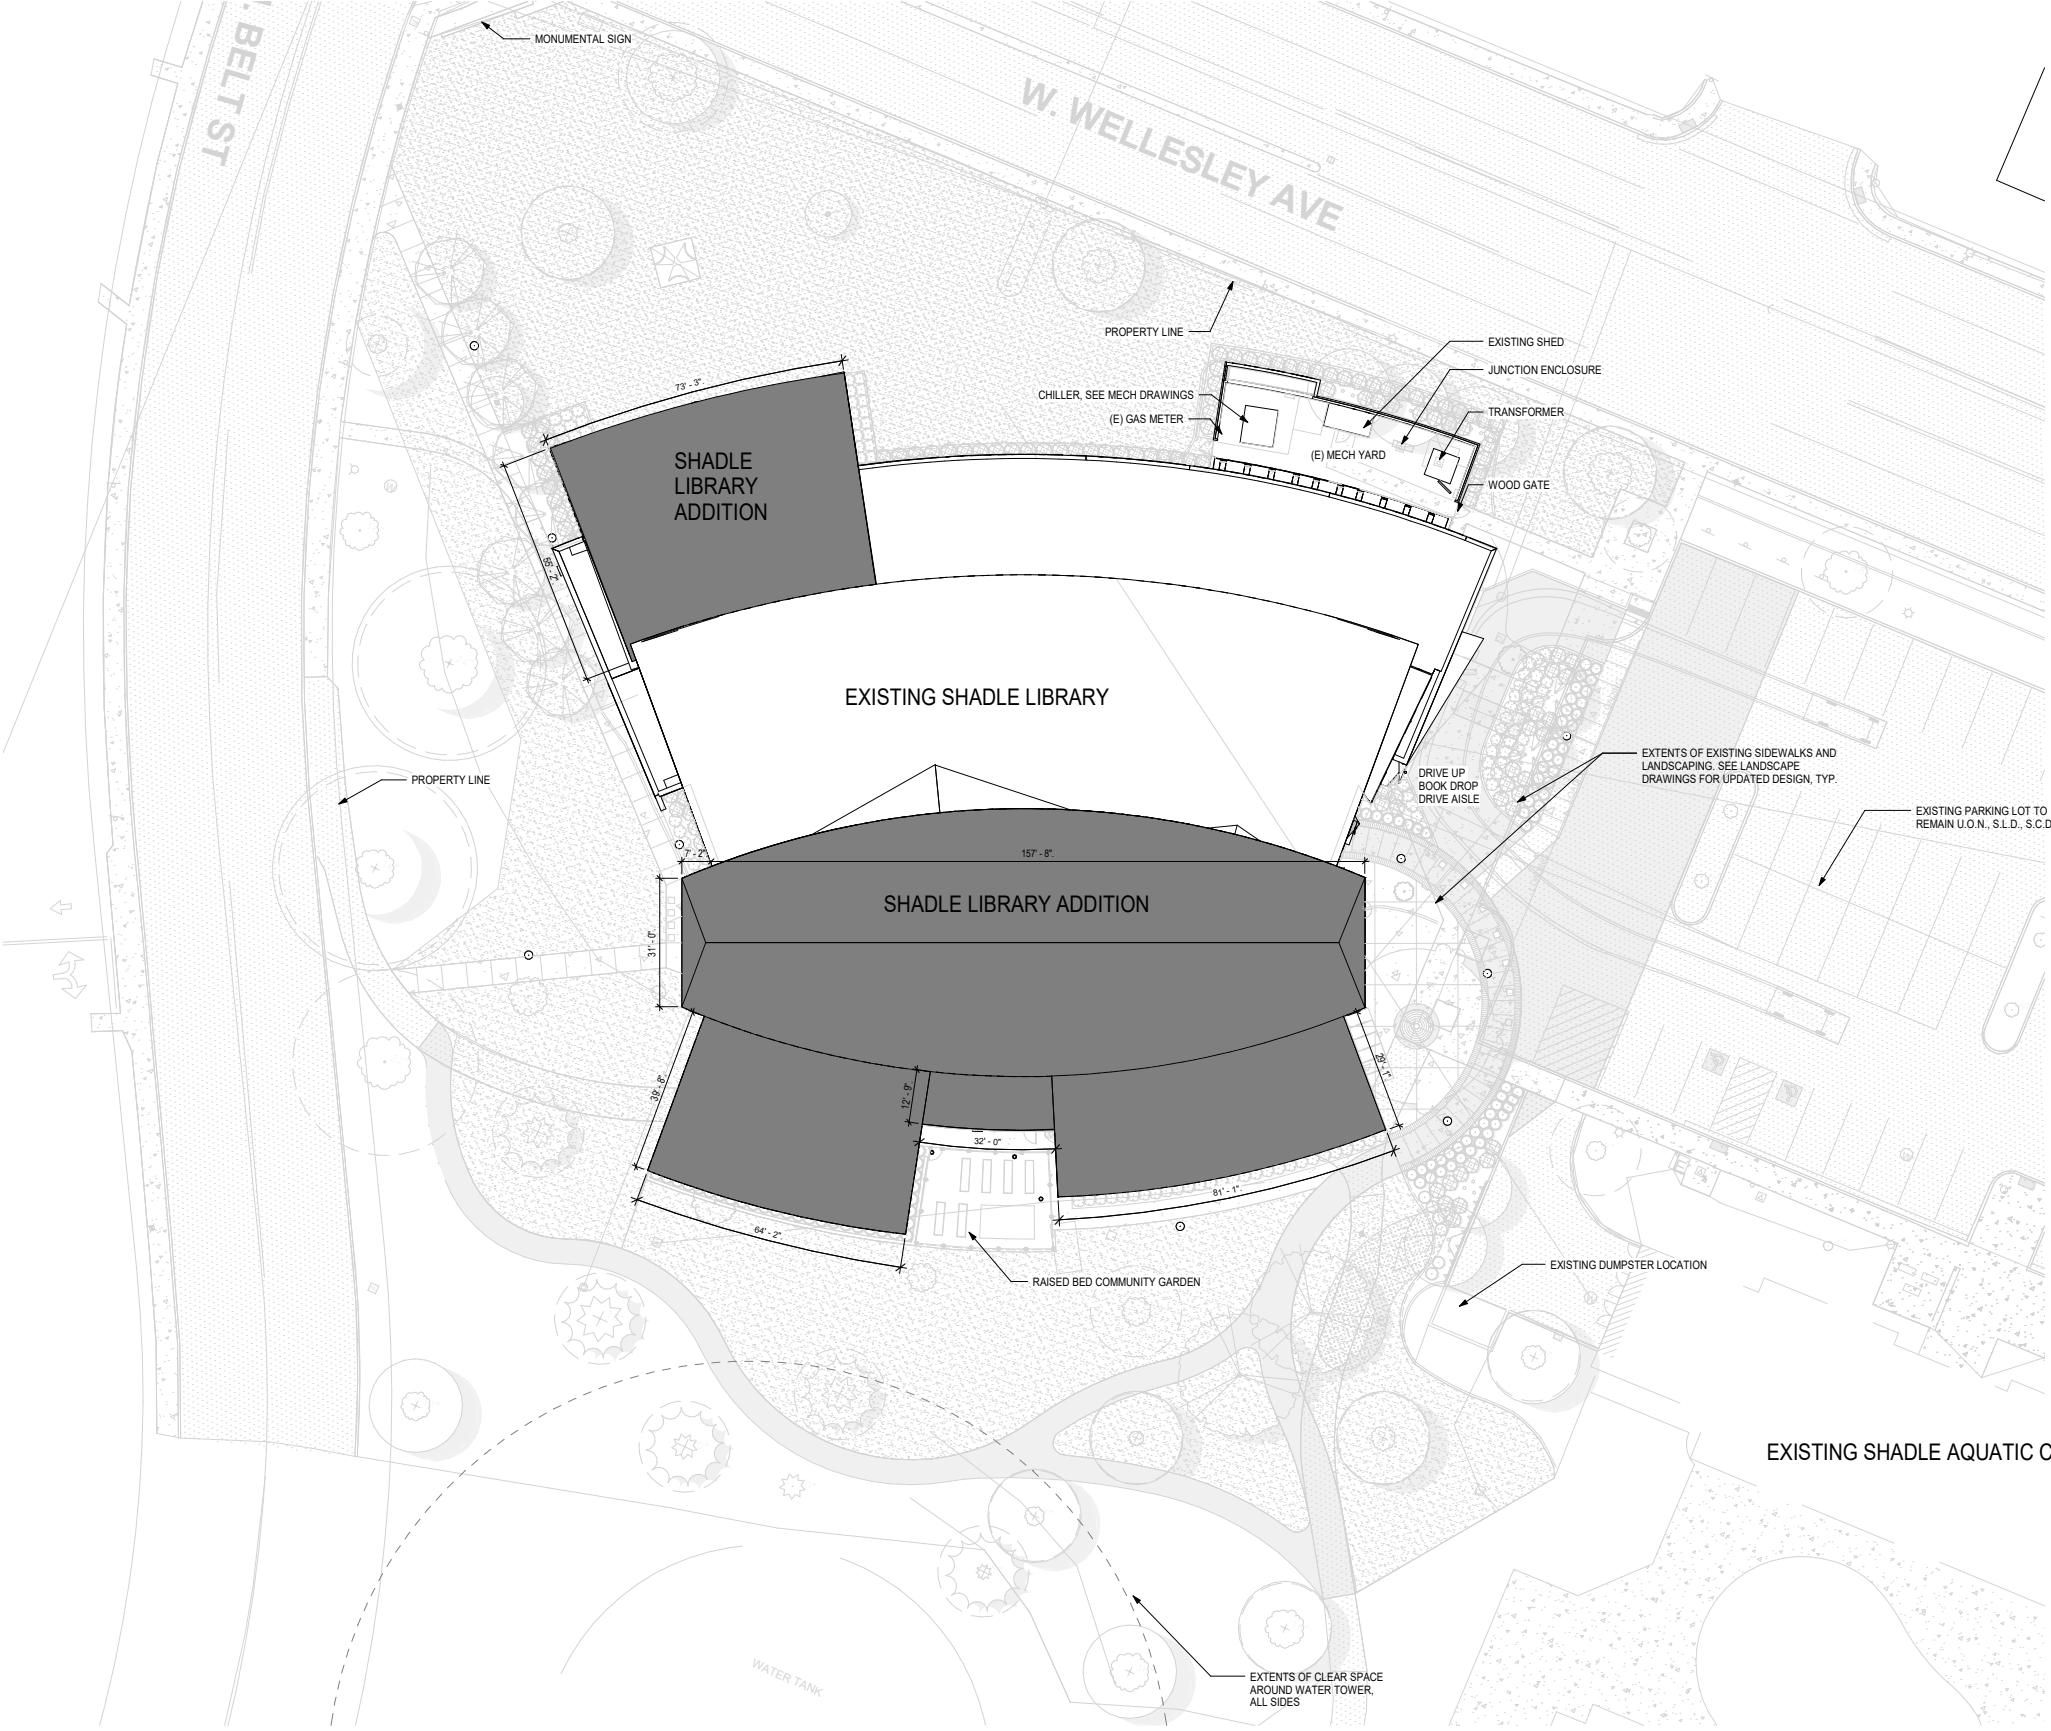 BELT ST
MONUMENTAL SIGN
W. WELLESLEY AVE
PROPERTY LINE
EXISTING SHED
JUNCTION ENCLOSURE
CHILLER, SEE MECH DRAWINGS
TRANSFORMER
(E) GAS METER
(E) MECH YARD
WOOD GATE
73' - 3"
SHADLE
LIBRARY
ADDITION
EXISTING SHADLE LIBRARY
PROPERTY LINE
DRIVE UP
BOOK DROP
DRIVE AISLE
EXTENTS OF EXISTING SIDEWALKS AND
LANDSCAPING. SEE LANDSCAPE
DRAWINGS FOR UPDATED DESIGN, TYP.
EXISTING PARKING LOT TO
REMAIN U.O.N., S.L.D., S.C.D
7' - 2"
157' - 8"
SHADLE LIBRARY ADDITION
31' - 0"
39' - 8"
12' - 9"
32' - 0"
29' - 1"
81' - 1"
64' - 2"
RAISED BED COMMUNITY GARDEN
EXISTING DUMPSTER LOCATION
EXISTING SHADLE AQUATIC C
WATER TANK
EXTENTS OF CLEAR SPACE
AROUND WATER TOWER,
ALL SIDES